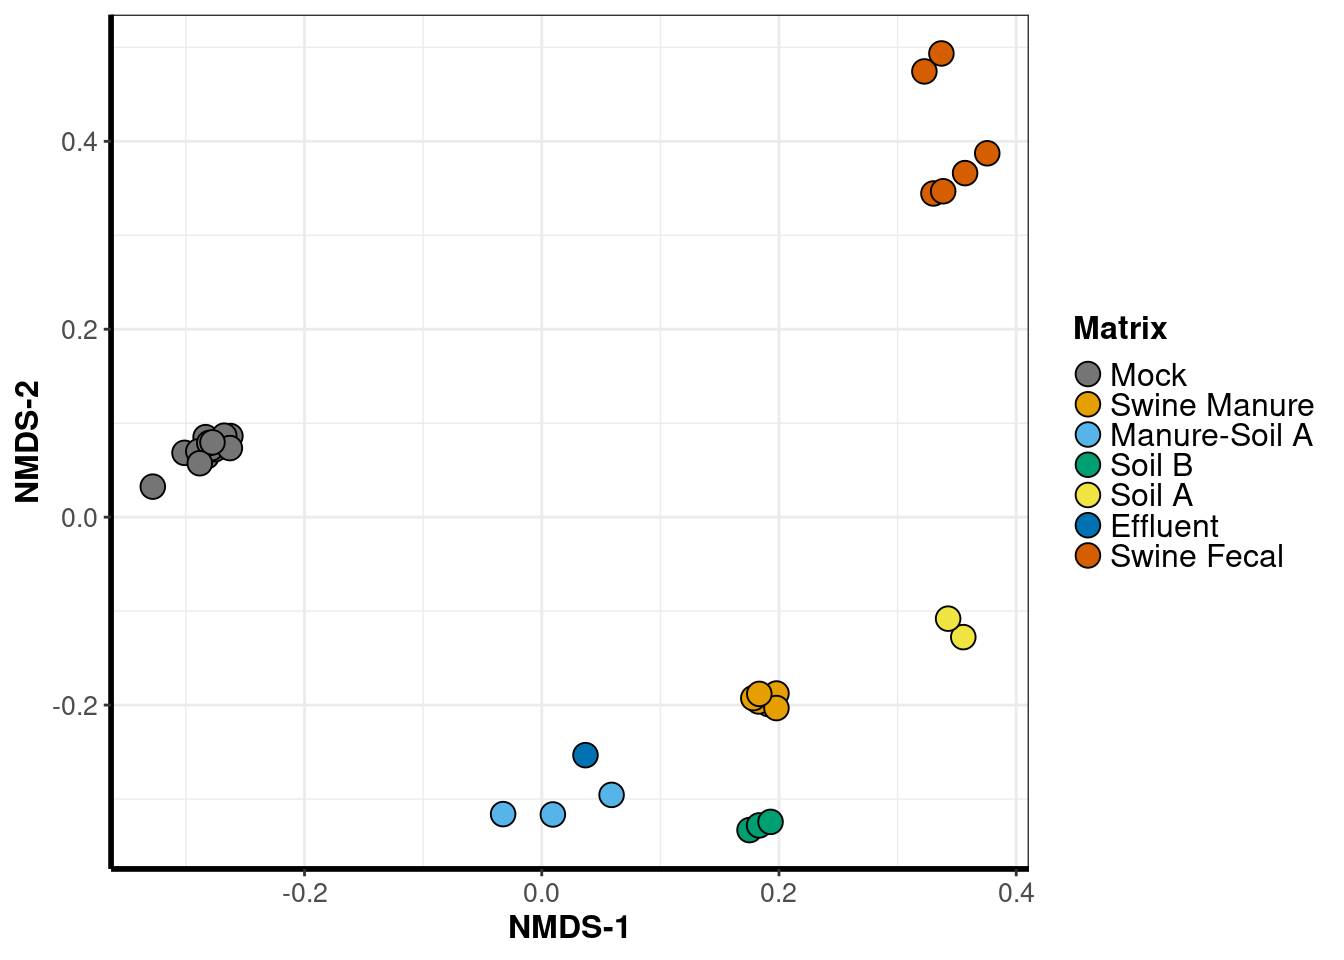 0.4
0.2
0.0
-0.2
NMDS-2
-0.2
0.0
0.2
0.4
NMDS-1
Matrix
Mock
Swine Manure
Manure-Soil A
Soil B
Soil A
Effluent
Swine Fecal